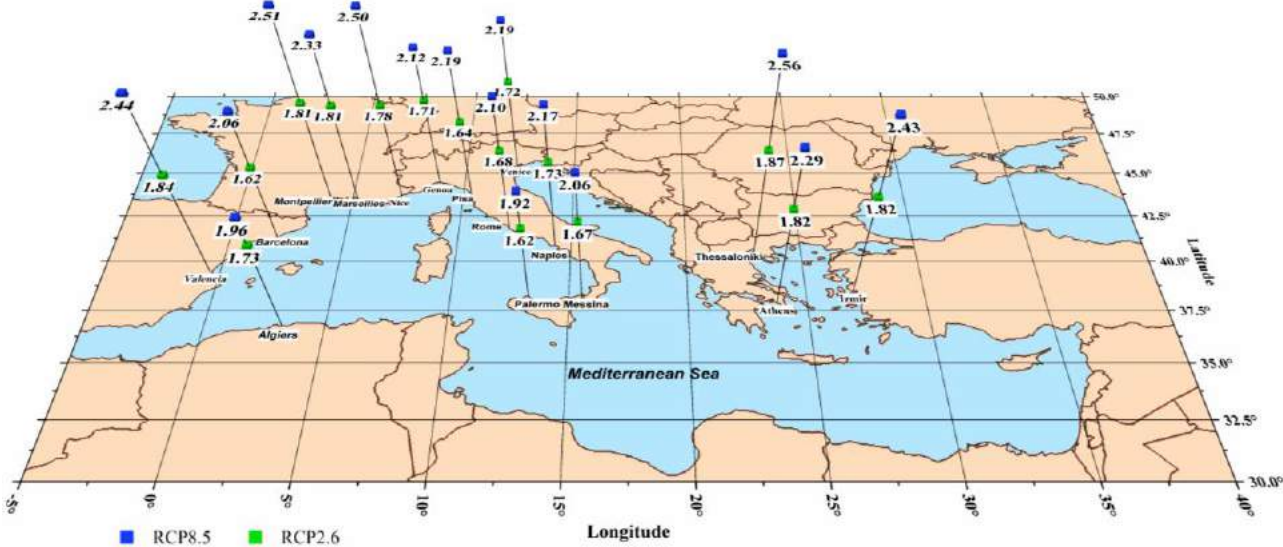 2.51
2.50
2.19
2.33
2.12
2.19
2.56
2.44
2.06
1.81
1.81
1.78
1.71
1.72
2.10
2.17
2.43
50.0°
47.5°
45.0°
42.5°
40.0°
37.5°
35.0°
32.5°
30.0°
Latitude
1.64
1.84
1.62
1.68
Venice
1.73
2.06
1.87
2.29
1.82
1.82
Montpellier
Marseilles
Nice
Genoa
Pisa
1.92
1.96
Barcelona
1.73
Rome
1.62
1.67
Naples
Thessaloniki
Valencia
Palermo Messina
Athens
Izmir
Algiers
Mediterranean Sea
-5°
0°
5°
10°
15°
20°
25°
30°
35°
40°
Longitude
RCP8.5
RCP2.6